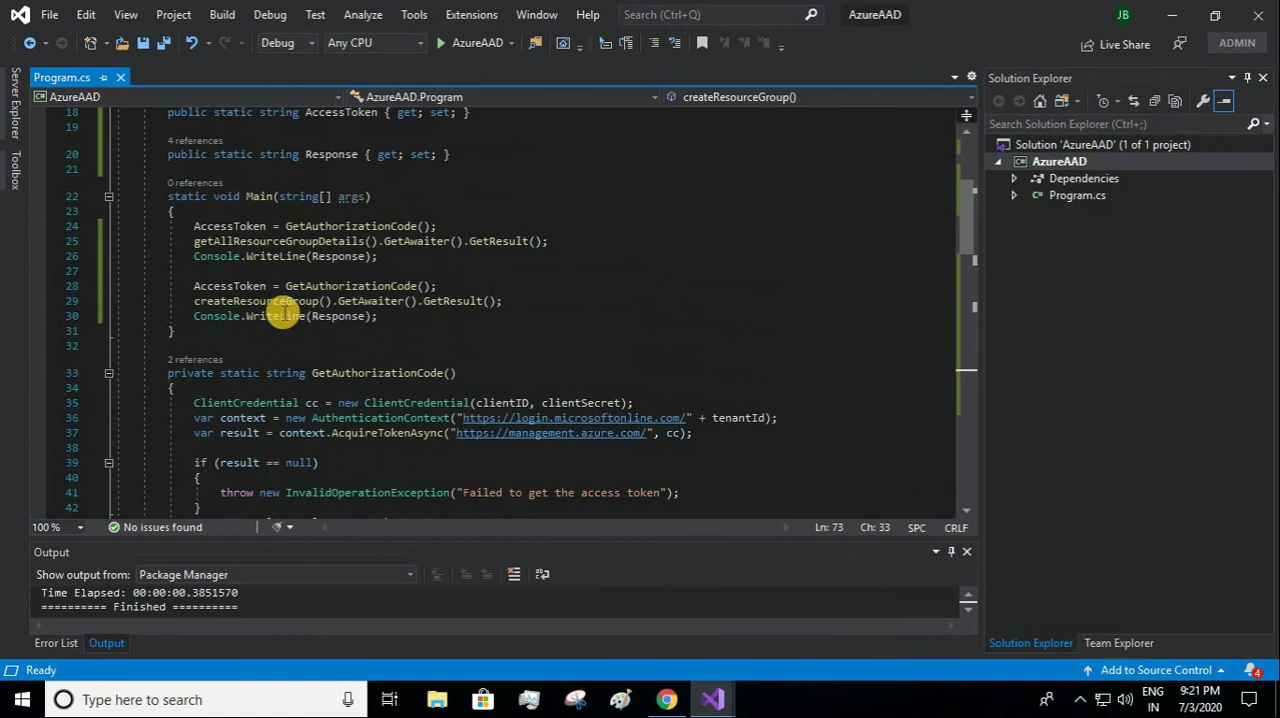 File Edit View Project Build Debug Test Analyze Tools Extensions Window Help Search (Ctrl+Q) AzureAAD JB
Debug Any CPU AzureAAD Live Share ADMIN
Server Explorer
Toolbox
Program.cs
AzureAAD AzureAAD.Program createResourceGroup()
18 public static string AccessToken { get; set; }
19
4 references
20 public static string Response { get; set; }
21
0 references
22 static void Main(string[] args)
23 {
24 AccessToken = GetAuthorizationCode();
25 getAllResourceGroupDetails().GetAwaiter().GetResult();
26 Console.WriteLine(Response);
27
28 AccessToken = GetAuthorizationCode();
29 createResourceGroup().GetAwaiter().GetResult();
30 Console.WriteLine(Response);
31 }
32
2 references
33 private static string GetAuthorizationCode()
34 {
35 ClientCredential cc = new ClientCredential(clientID, clientSecret);
36 var context = new AuthenticationContext("https://login.microsoftonline.com/" + tenantId);
37 var result = context.AcquireTokenAsync("https://management.azure.com/", cc);
38
39 if (result == null)
40 {
41 throw new InvalidOperationException("Failed to get the access token");
42 }
100 % No issues found Ln: 73 Ch: 33 SPC CRLF
Output
Show output from: Package Manager
Time Elapsed: 00:00:00.3851570
========== Finished ==========
Error List Output
Solution Explorer
Search Solution Explorer (Ctrl+;)
Solution 'AzureAAD' (1 of 1 project)
AzureAAD
Dependencies
Program.cs
Solution Explorer Team Explorer
Ready Add to Source Control 4
Type here to search
ENG
IN
9:21 PM
7/3/2020